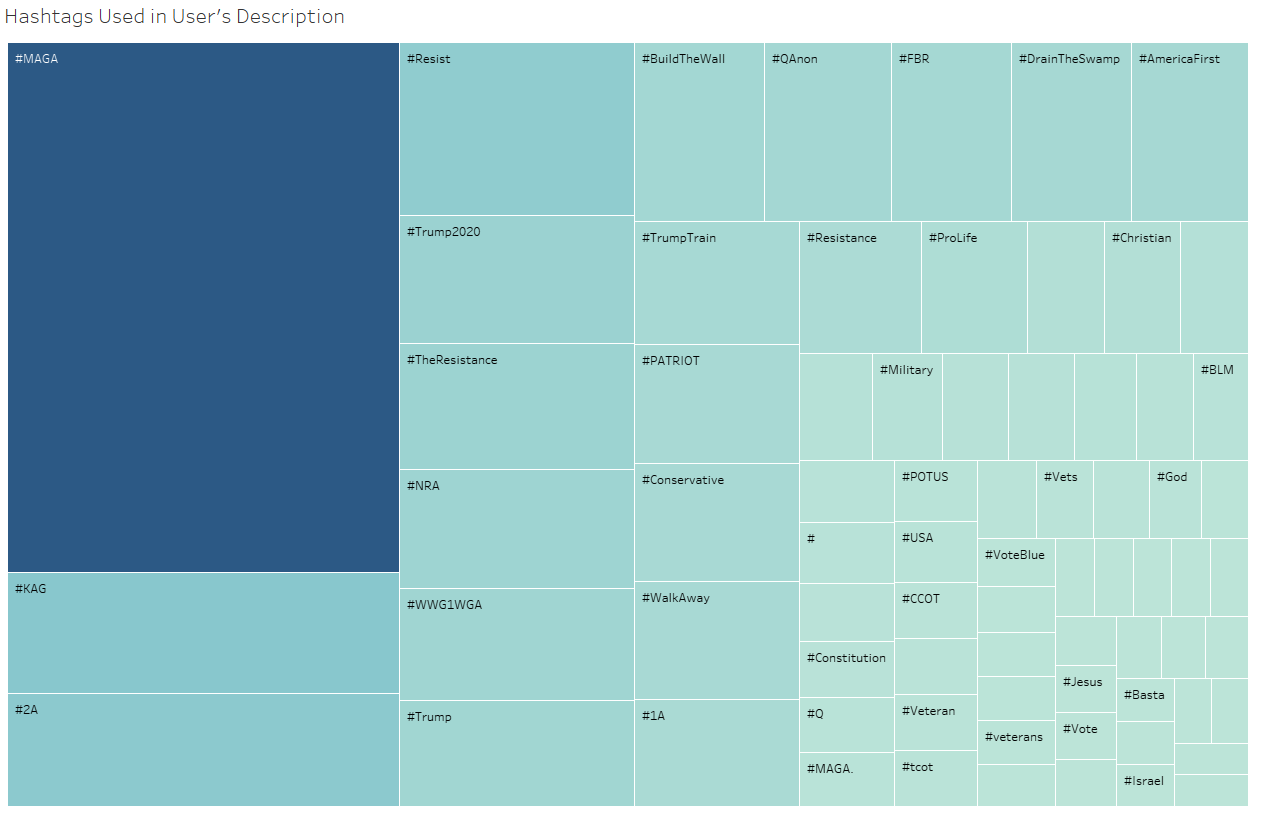 Hashtags Used in User's Description
#MAGA
#KAG
#2A
#Resist
#Trump2020
#TheResistance
#NRA
#WWG1WGA
#Trump
#BuildTheWall
#QAnon
#FBR
#DrainTheSwamp
#AmericaFirst
#TrumpTrain
#PATRIOT
#Conservative
#WalkAway
#1A
#Resistance
#ProLife
#Christian
#Military
#BLM
#
#Constitution
#Q
#MAGA.
#POTUS
#USA
#CCOT
#Veteran
#tcot
#Vets
#God
#VoteBlue
#veterans
#Jesus
#Vote
#Basta
#Israel